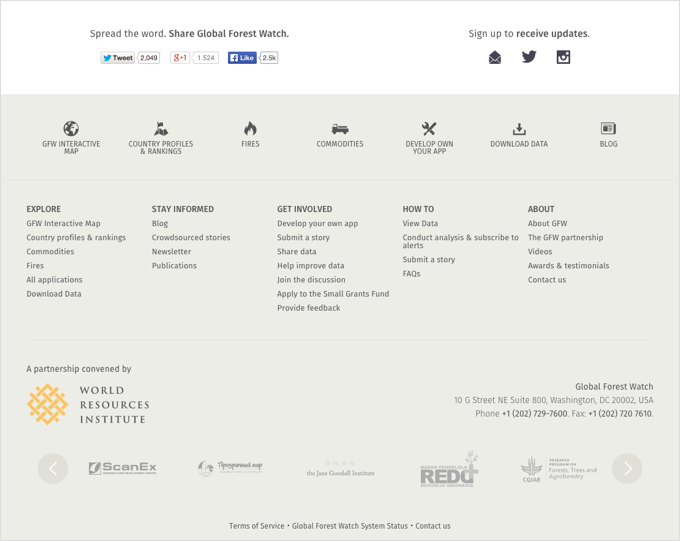 Spread the word. Share Global Forest Watch.
Sign up to receive updates.
Tweet 2,049
g+1 1.524
Like 2.5k
GFW INTERACTIVE
MAP
COUNTRY PROFILES
& RANKINGS
FIRES
COMMODITIES
DEVELOP OWN
YOUR APP
DOWNLOAD DATA
BLOG
EXPLORE
GFW Interactive Map
Country profiles & rankings
Commodities
Fires
All applications
Download Data
STAY INFORMED
Blog
Crowdsourced stories
Newsletter
Publications
GET INVOLVED
Develop your own app
Submit a story
Share data
Help improve data
Join the discussion
Apply to the Small Grants Fund
Provide feedback
HOW TO
View Data
Conduct analysis & subscribe to
alerts
Submit a story
FAQs
ABOUT
About GFW
The GFW partnership
Videos
Awards & testimonials
Contact us
A partnership convened by
WORLD
RESOURCES
INSTITUTE
Global Forest Watch
10 G Street NE Suite 800, Washington, DC 20002, USA
Phone +1 (202) 729-7600. Fax: +1 (202) 720 7610.
ScanEx
Прозрачный мир
the Jane Goodall Institute
REDD
CGIAR
RESEARCH
PROGRAM ON
Forests, Trees and
Agroforestry
Terms of Service • Global Forest Watch System Status • Contact us